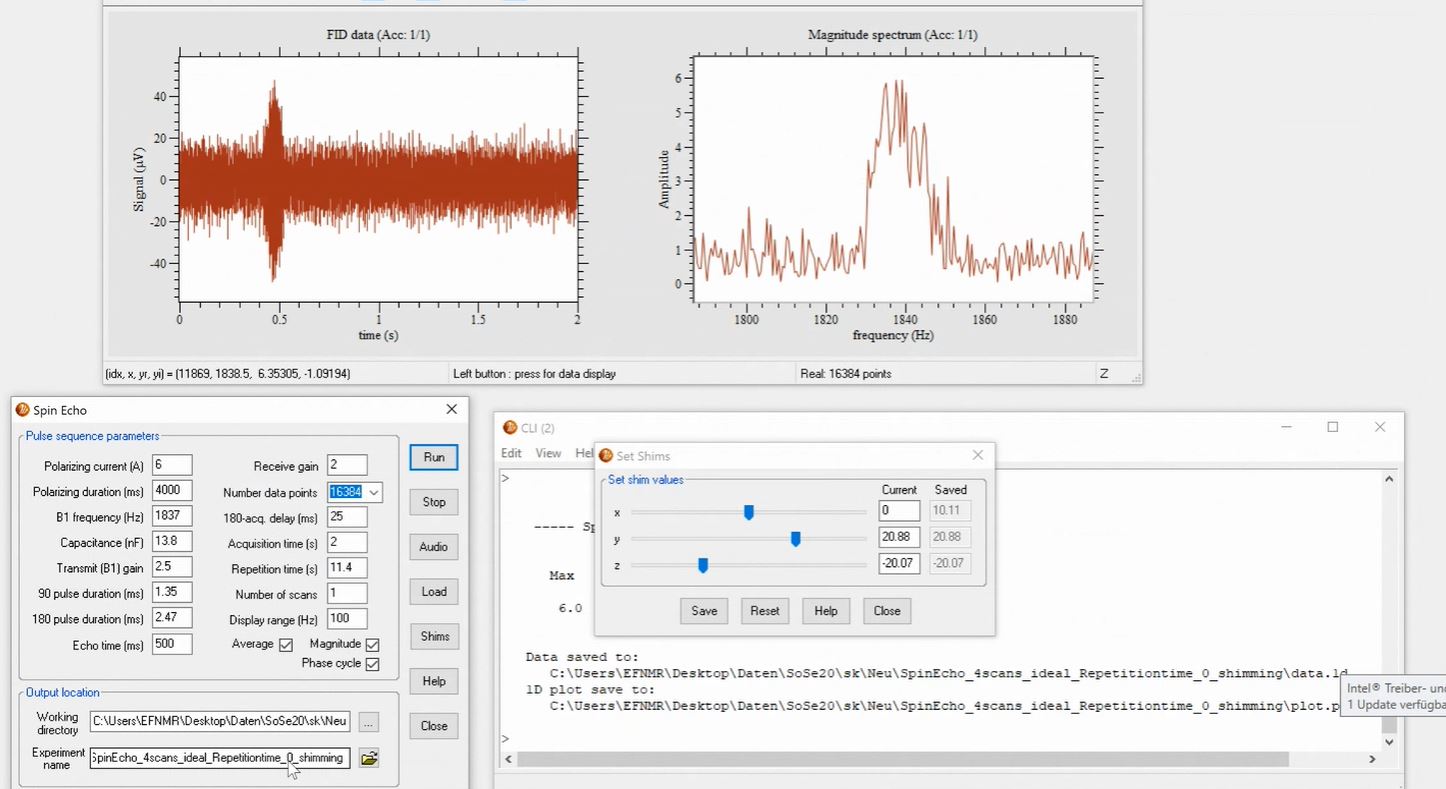 FID data (Acc: 1/1)
Magnitude spectrum (Acc: 1/1)
Signal (µV)
40
20
0
-20
-40
0
0.5
1
1.5
2
time (s)
Amplitude
6
5
4
3
2
1
0
1800
1820
1840
1860
1880
frequency (Hz)
(idx, x, yr, yi) = (11869, 1838.5, 6.35305, -1.09194)
Left button : press for data display
Real: 16384 points
Z
Spin Echo
Pulse sequence parameters
Polarizing current (A) 6
Receive gain 2
Polarizing duration (ms) 4000
Number data points 16384
B1 frequency (Hz) 1837
180-acq. delay (ms) 25
Capacitance (nF) 13.8
Acquisition time (s) 2
Transmit (B1) gain 2.5
Repetition time (s) 11.4
90 pulse duration (ms) 1.35
Number of scans 1
180 pulse duration (ms) 2.47
Display range (Hz) 100
Echo time (ms) 500
Average
Magnitude
Phase cycle
Run
Stop
Audio
Load
Shims
Help
Close
Output location
Working directory C:\Users\EFNMR\Desktop\Daten\SoSe20\sk\Neu ...
Experiment name SpinEcho_4scans_ideal_Repetitiontime_0_shimming
CLI (2)
Edit View Hel
>
----- Sp
Max
6.0
Set Shims
Set shim values
Current Saved
x 0 10.11
y 20.88 20.88
z -20.07 -20.07
Save Reset Help Close
Data saved to:
C:\Users\EFNMR\Desktop\Daten\SoSe20\sk\Neu\SpinEcho_4scans_ideal_Repetitiontime_0_shimming\data.1d
1D plot save to:
C:\Users\EFNMR\Desktop\Daten\SoSe20\sk\Neu\SpinEcho_4scans_ideal_Repetitiontime_0_shimming\plot.p
>
Intel® Treiber- und
1 Update verfügba